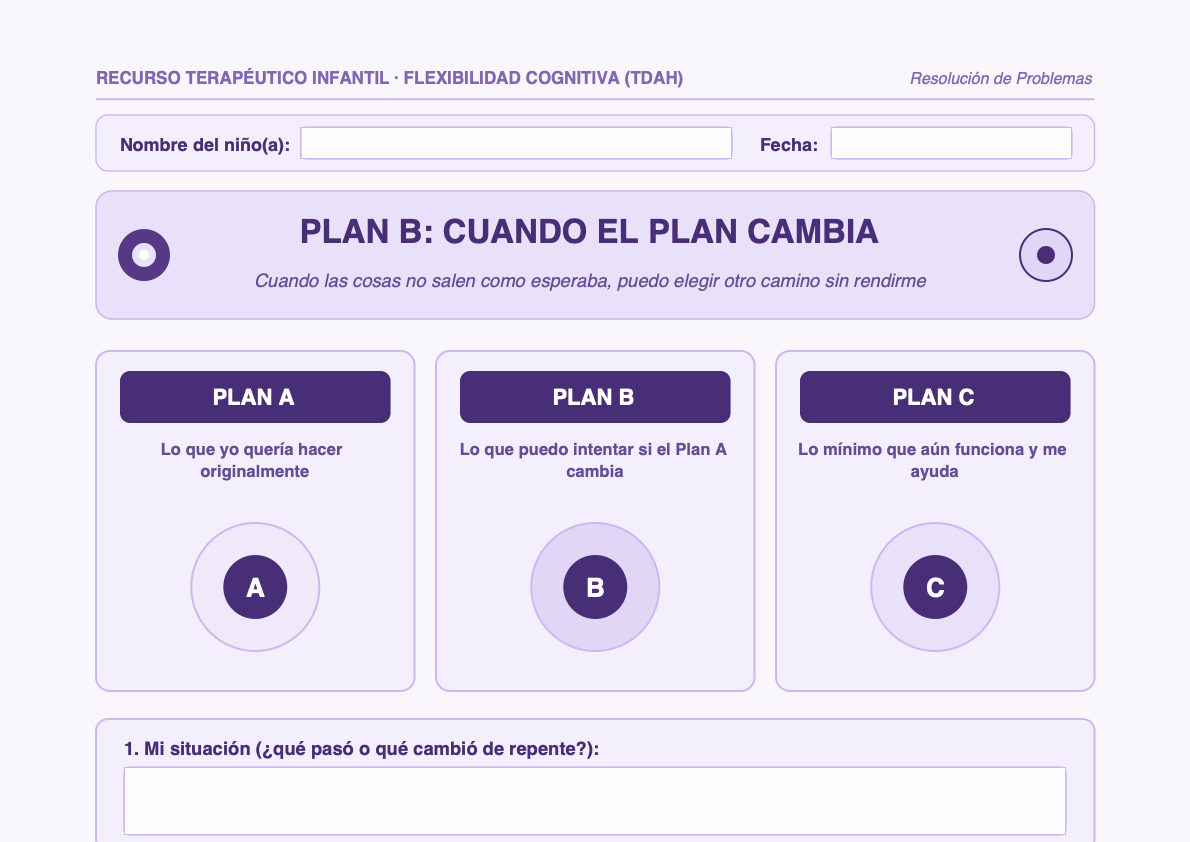 RECURSO TERAPÉUTICO INFANTIL · FLEXIBILIDAD COGNITIVA (TDAH)
Resolución de Problemas
Nombre del niño(a):
Fecha:
PLAN B: CUANDO EL PLAN CAMBIA
Cuando las cosas no salen como esperaba, puedo elegir otro camino sin rendirme
PLAN A
Lo que yo quería hacer
originalmente
A
PLAN B
Lo que puedo intentar si el Plan A
cambia
B
PLAN C
Lo mínimo que aún funciona y me
ayuda
C
1. Mi situación (¿qué pasó o qué cambió de repente?):